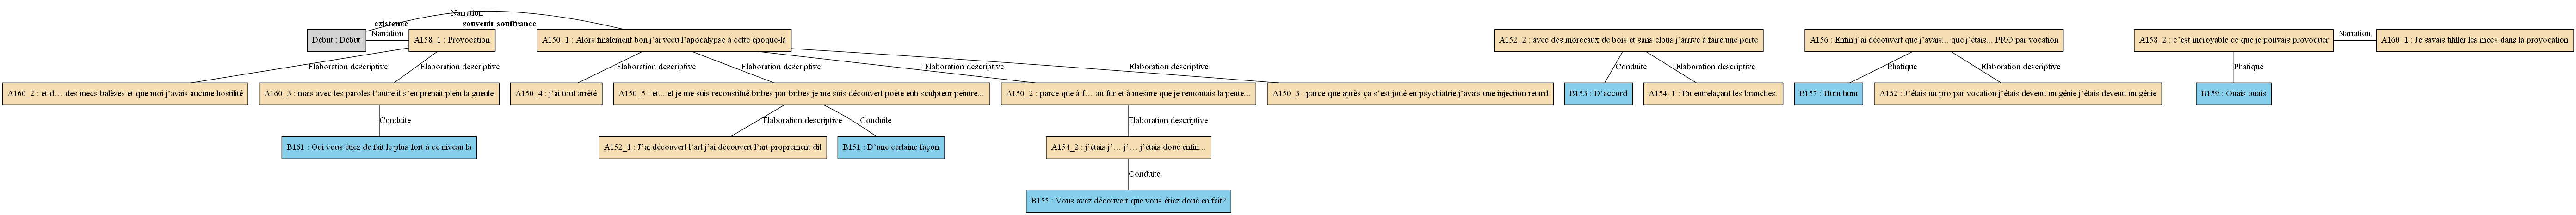 Narration
existence
souvenir souffrance
Début : Début
Narration
A158_1 : Provocation
A150_1 : Alors finalement bon j'ai vécu l'apocalypse à cette époque-là
A152_2 : avec des morceaux de bois et sans clous j'arrive à faire une porte
A156 : Enfin j'ai découvert que j'avais... que j'étais... PRO par vocation
A158_2 : c'est incroyable ce que je pouvais provoquer
Narration
A160_1 : Je savais titiller les mecs dans la provocation
Elaboration descriptive
Elaboration descriptive
Elaboration descriptive
Elaboration descriptive
Elaboration descriptive
Elaboration descriptive
Conduite
Elaboration descriptive
Phatique
Elaboration descriptive
Phatique
A160_2 : et d… des mecs balèzes et que moi j'avais aucune hostilité
A160_3 : mais avec les paroles l'autre il s'en prenait plein la gueule
A150_4 : j'ai tout arrêté
A150_5 : et... et je me suis reconstitué bribes par bribes je me suis découvert poète euh sculpteur peintre...
A150_2 : parce que à f… au fur et à mesure que je remontais la pente...
A150_3 : parce que après ça s'est joué en psychiatrie j'avais une injection retard
B153 : D'accord
A154_1 : En entrelaçant les branches.
B157 : Hum hum
A162 : J'étais un pro par vocation j'étais devenu un génie j'étais devenu un génie
B159 : Ouais ouais
Conduite
Elaboration descriptive
Conduite
Elaboration descriptive
B161 : Oui vous étiez de fait le plus fort à ce niveau là
A152_1 : J'ai découvert l'art j'ai découvert l'art proprement dit
B151 : D'une certaine façon
A154_2 : j'étais j'… j'… j'étais doué enfin...
Conduite
B155 : Vous avez découvert que vous étiez doué en fait?